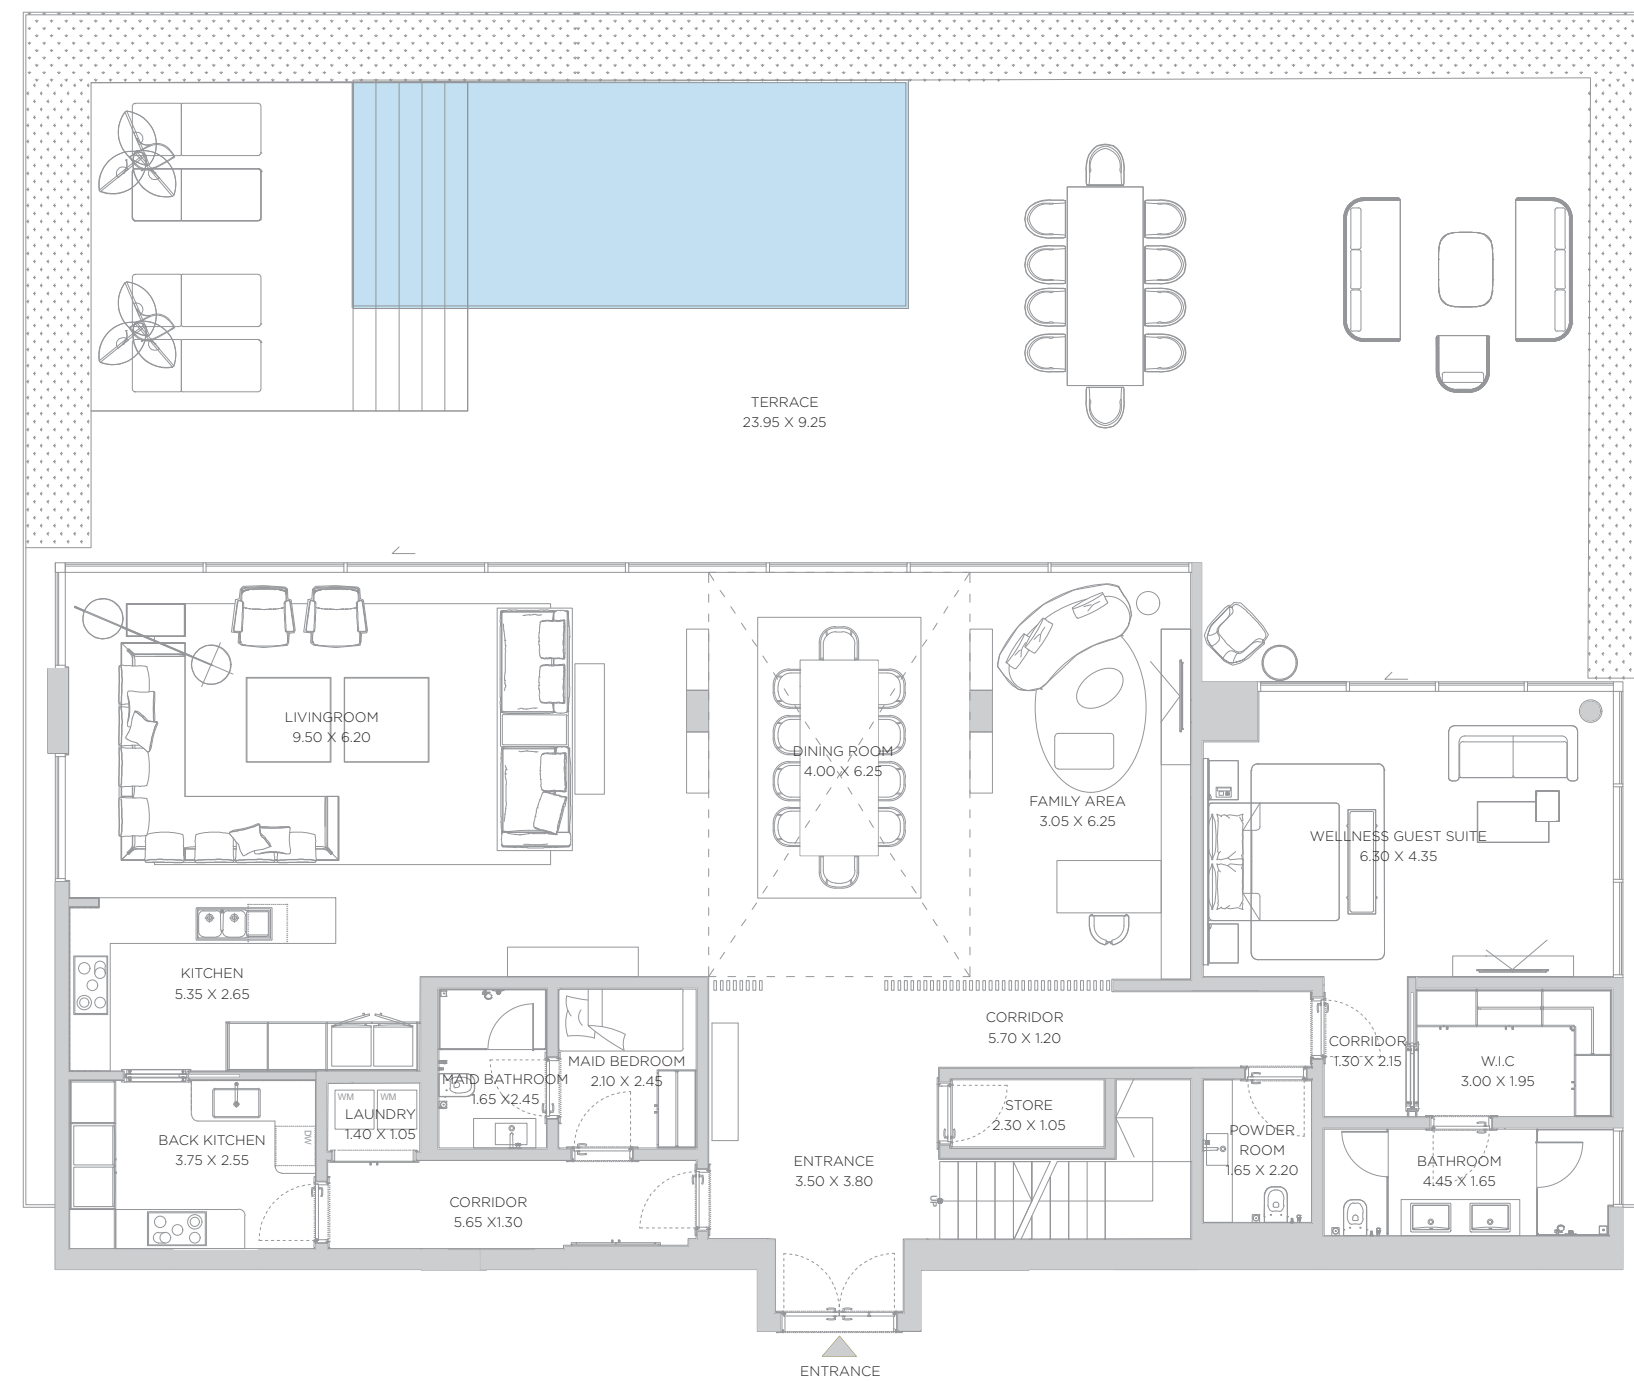 TERRACE
23.95 X 9.25
LIVINGROOM
9.50 X 6.20
DINING ROOM
4.00 X 6.25
FAMILY AREA
3.05 X 6.25
WELLNESS GUEST SUITE
6.30 X 4.35
KITCHEN
5.35 X 2.65
CORRIDOR
5.70 X 1.20
CORRIDOR
1.30 X 2.15
W.I.C
3.00 X 1.95
MAID BEDROOM
2.10 X 2.45
MAID BATHROOM
1.65 X2.45
WM
WM
LAUNDRY
1.40 X 1.05
STORE
2.30 X 1.05
DW
BACK KITCHEN
3.75 X 2.55
POWDER
ROOM
1.65 X 2.20
ENTRANCE
3.50 X 3.80
BATHROOM
4.45 X 1.65
CORRIDOR
5.65 X1.30
UP
ENTRANCE